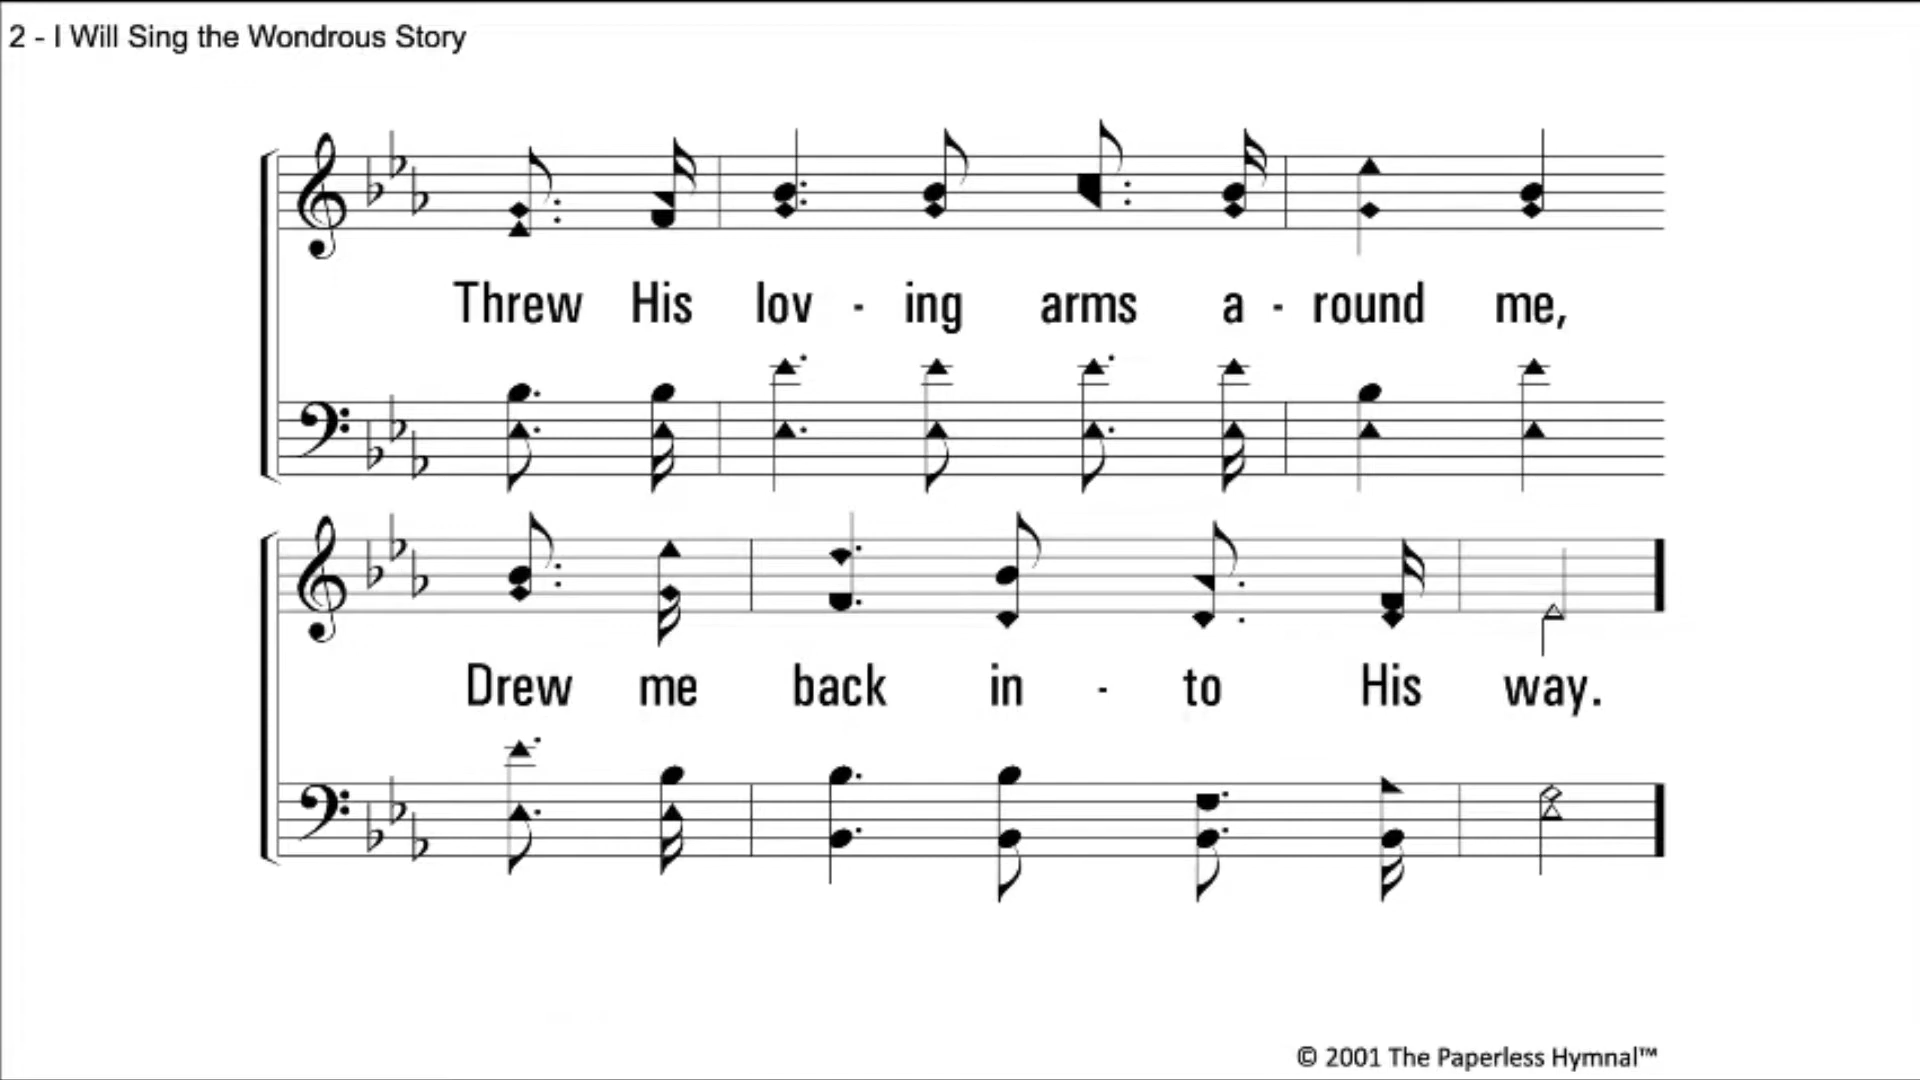 2 - I Will Sing the Wondrous Story
Threw His lov - ing arms a - round me,
Drew me back in - to His way.
© 2001 The Paperless Hymnal™